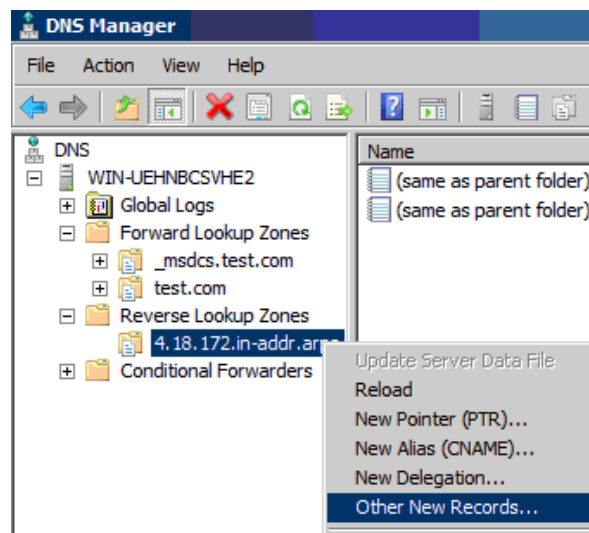 DNS Manager
File Action View Help
DNS
WIN-UEHNBCSVHE2
Global Logs
Forward Lookup Zones
_msdcs.test.com
test.com
Reverse Lookup Zones
4.18.172.in-addr.arpa
Conditional Forwarders
Name
(same as parent folder)
(same as parent folder)
Update Server Data File
Reload
New Pointer (PTR)...
New Alias (CNAME)...
New Delegation...
Other New Records...